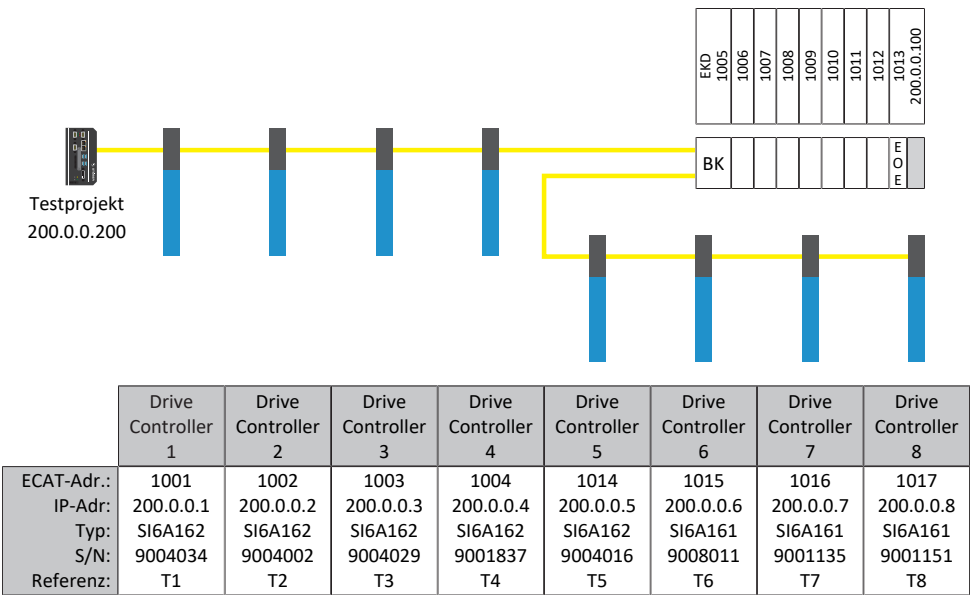 EKD
1005
1006
1007
1008
1009
1010
1011
1012
1013
200.0.0.100
BK
E
O
E
Testprojekt
200.0.0.200
Drive Controller 1
Drive Controller 2
Drive Controller 3
Drive Controller 4
Drive Controller 5
Drive Controller 6
Drive Controller 7
Drive Controller 8
ECAT-Adr.: 1001 1002 1003 1004 1014 1015 1016 1017
IP-Adr: 200.0.0.1 200.0.0.2 200.0.0.3 200.0.0.4 200.0.0.5 200.0.0.6 200.0.0.7 200.0.0.8
Typ: SI6A162 SI6A162 SI6A162 SI6A162 SI6A162 SI6A161 SI6A161 SI6A161
S/N: 9004034 9004002 9004029 9001837 9004016 9008011 9001135 9001151
Referenz: T1 T2 T3 T4 T5 T6 T7 T8